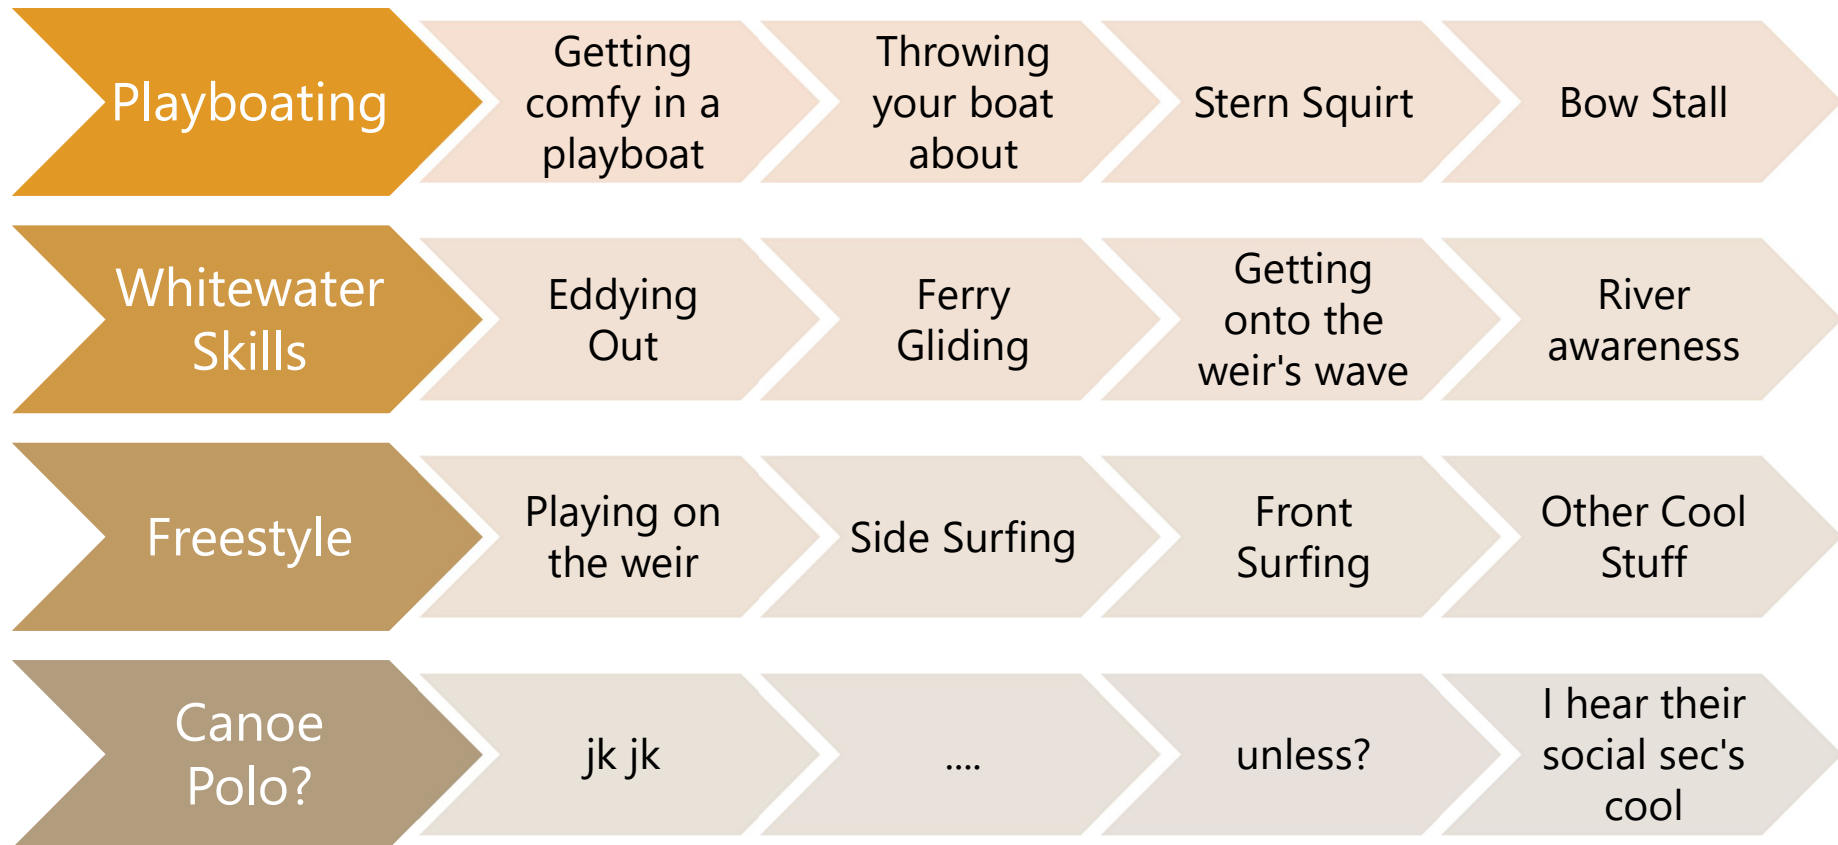 Playboating
Getting
comfy in a
playboat
Throwing
your boat
about
Stern Squirt
Bow Stall
Whitewater
Skills
Eddying
Out
Ferry
Gliding
Getting
onto the
weir's wave
River
awareness
Freestyle
Playing on
the weir
Side Surfing
Front
Surfing
Other Cool
Stuff
Canoe
Polo?
jk jk
....
unless?
I hear their
social sec's
cool